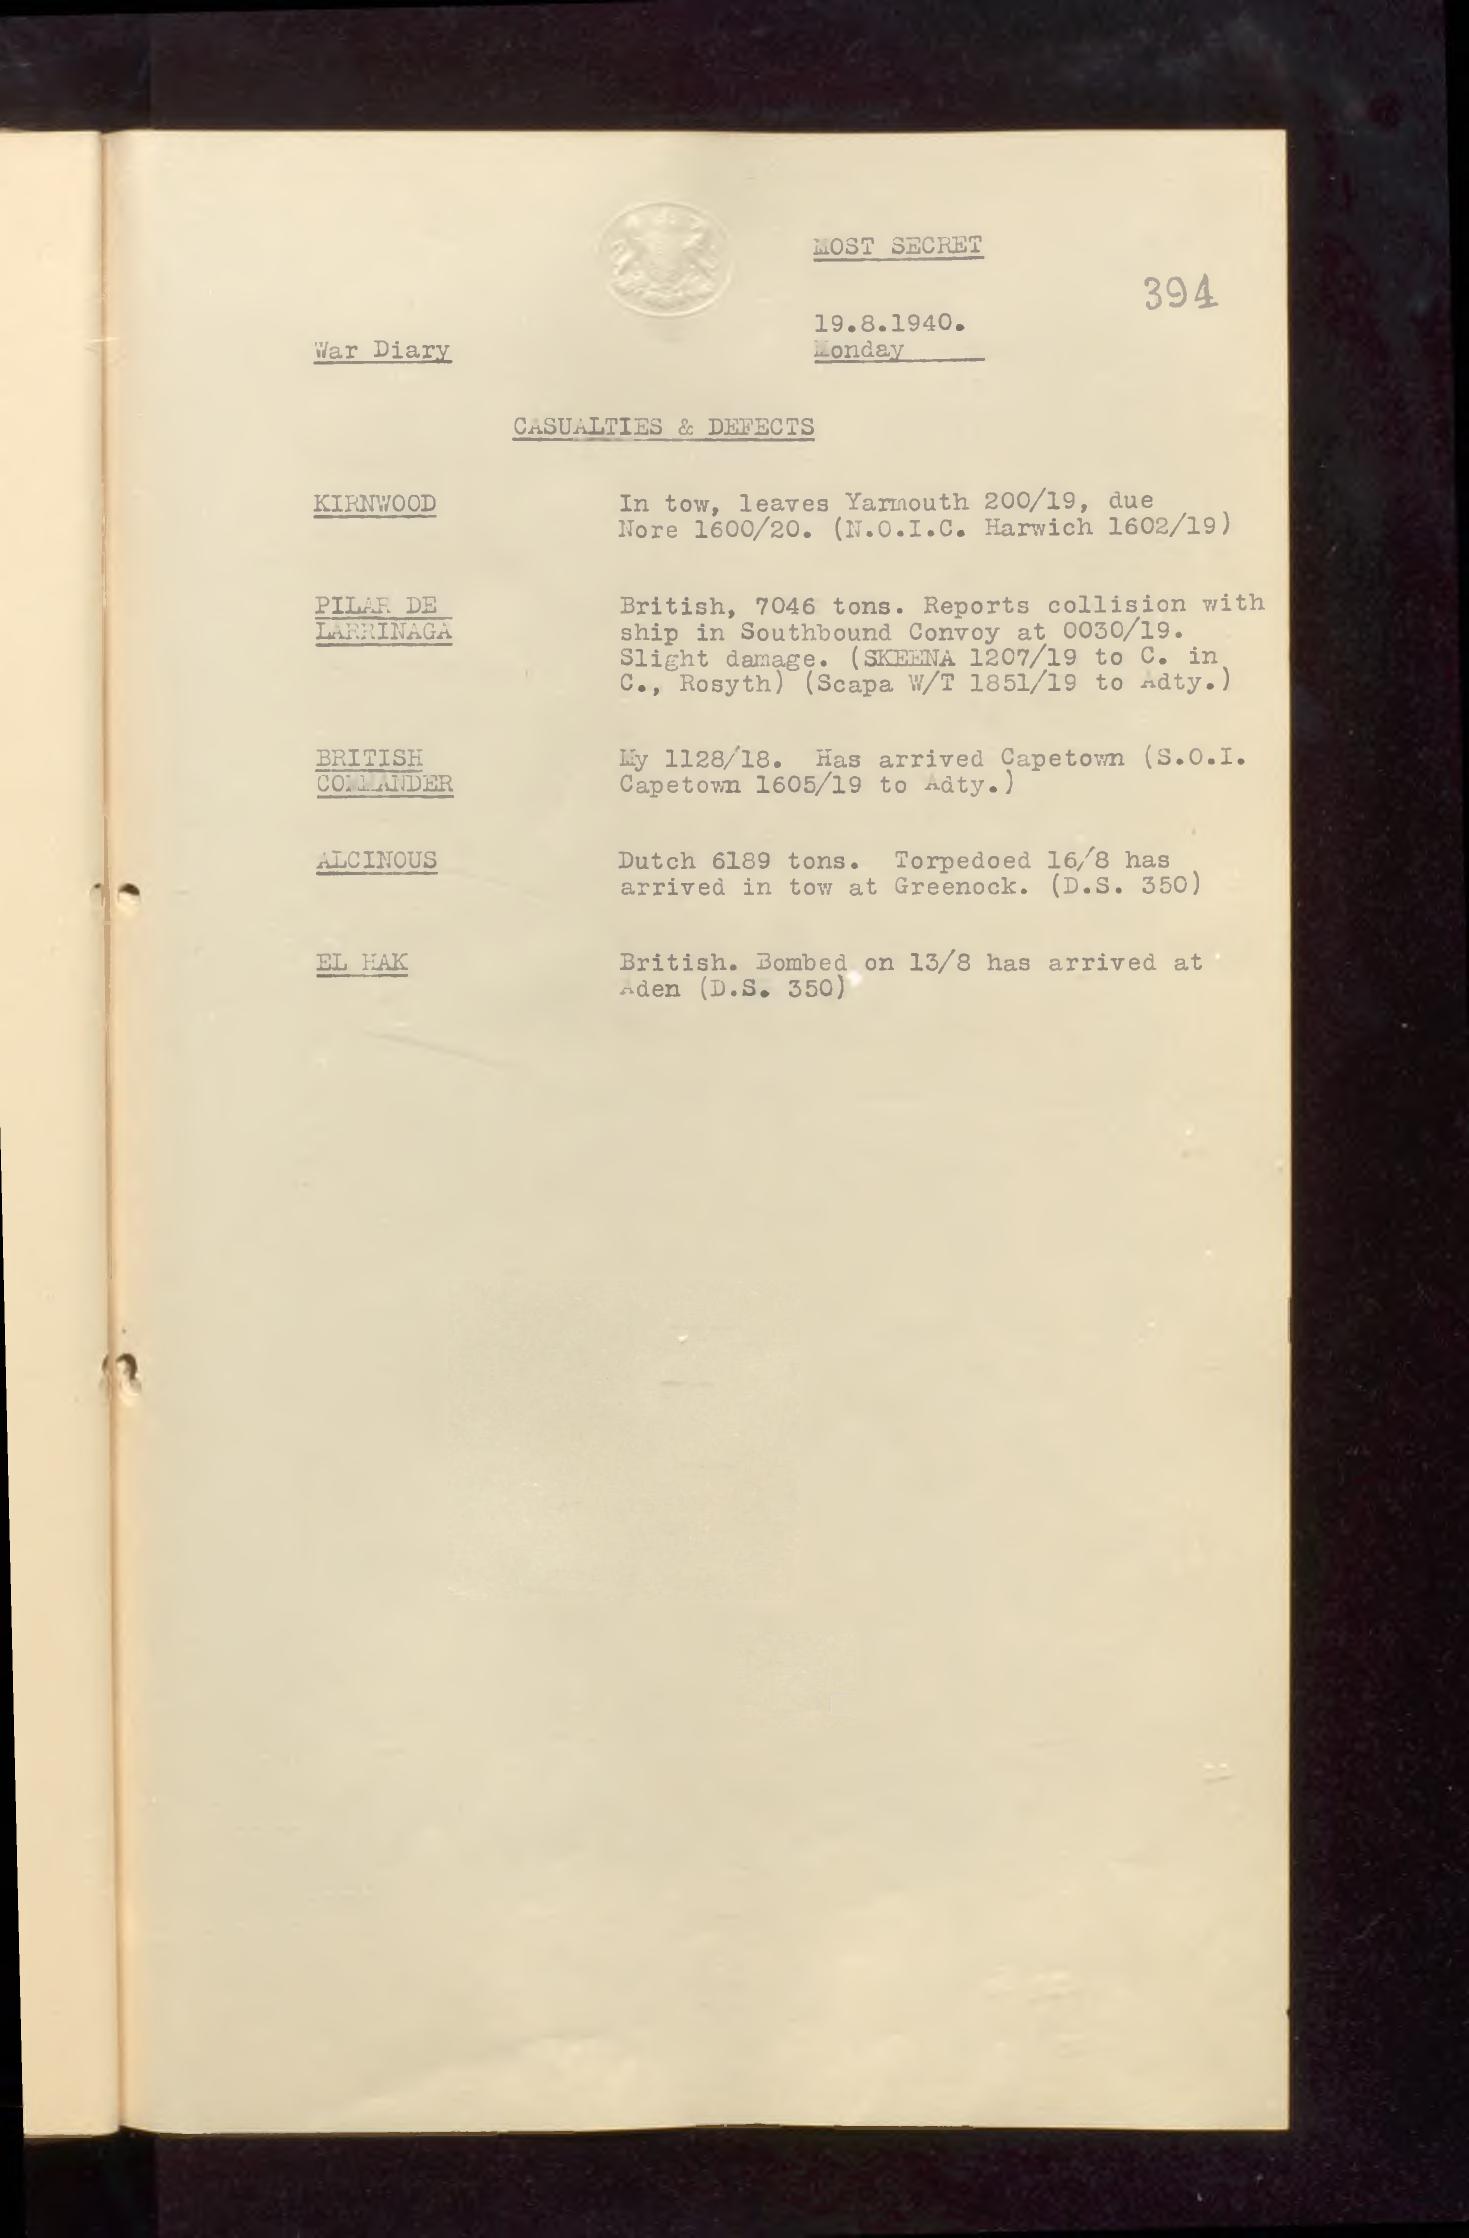 MOST SECRET
394
19.8.1940.
War Diary
Monday
CASUALTIES & DEFECTS
KIRNWOOD
In tow, leaves Yarmouth 200/19, due
Nore 1600/20. (N.O.I.C. Harwich 1602/19)
PILAR DE
LARRINAGA
British, 7046 tons. Reports collision with
ship in Southbound Convoy at 0030/19.
Slight damage. (SKEENA 1207/19 to C. in
C., Rosyth) (Scapa W/T 1851/19 to Adty.)
BRITISH
COMMANDER
My 1128/18. Has arrived Capetown (S.O.I.
Capetown 1605/19 to Adty.)
ALCINOUS
Dutch 6189 tons. Torpedoed 16/8 has
arrived in tow at Greenock. (D.S. 350)
EL HAK
British. Bombed on 13/8 has arrived at
Aden (D.S. 350)